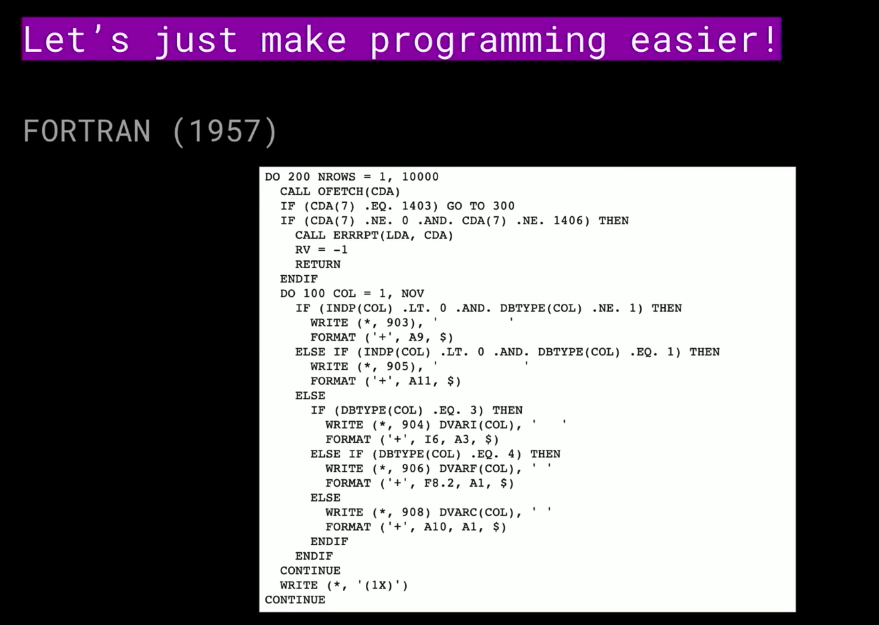 Let's just make programming easier!
FORTRAN (1957)
DO 200 NROWS = 1, 10000
  CALL OFETCH(CDA)
  IF (CDA(7) .EQ. 1403) GO TO 300
  IF (CDA(7) .NE. 0 .AND. CDA(7) .NE. 1406) THEN
    CALL ERRRPT(LDA, CDA)
    RV = -1
    RETURN
  ENDIF
  DO 100 COL = 1, NOV
    IF (INDP(COL) .LT. 0 .AND. DBTYPE(COL) .NE. 1) THEN
      WRITE (*, 903), '         '
      FORMAT ('+', A9, $)
    ELSE IF (INDP(COL) .LT. 0 .AND. DBTYPE(COL) .EQ. 1) THEN
      WRITE (*, 905), '           '
      FORMAT ('+', A11, $)
    ELSE
      IF (DBTYPE(COL) .EQ. 3) THEN
        WRITE (*, 904) DVARI(COL), '   '
        FORMAT ('+', I6, A3, $)
      ELSE IF (DBTYPE(COL) .EQ. 4) THEN
        WRITE (*, 906) DVARF(COL), ' '
        FORMAT ('+', F8.2, A1, $)
      ELSE
        WRITE (*, 908) DVARC(COL), ' '
        FORMAT ('+', A10, A1, $)
      ENDIF
    ENDIF
  CONTINUE
  WRITE (*, '(1X)')
CONTINUE